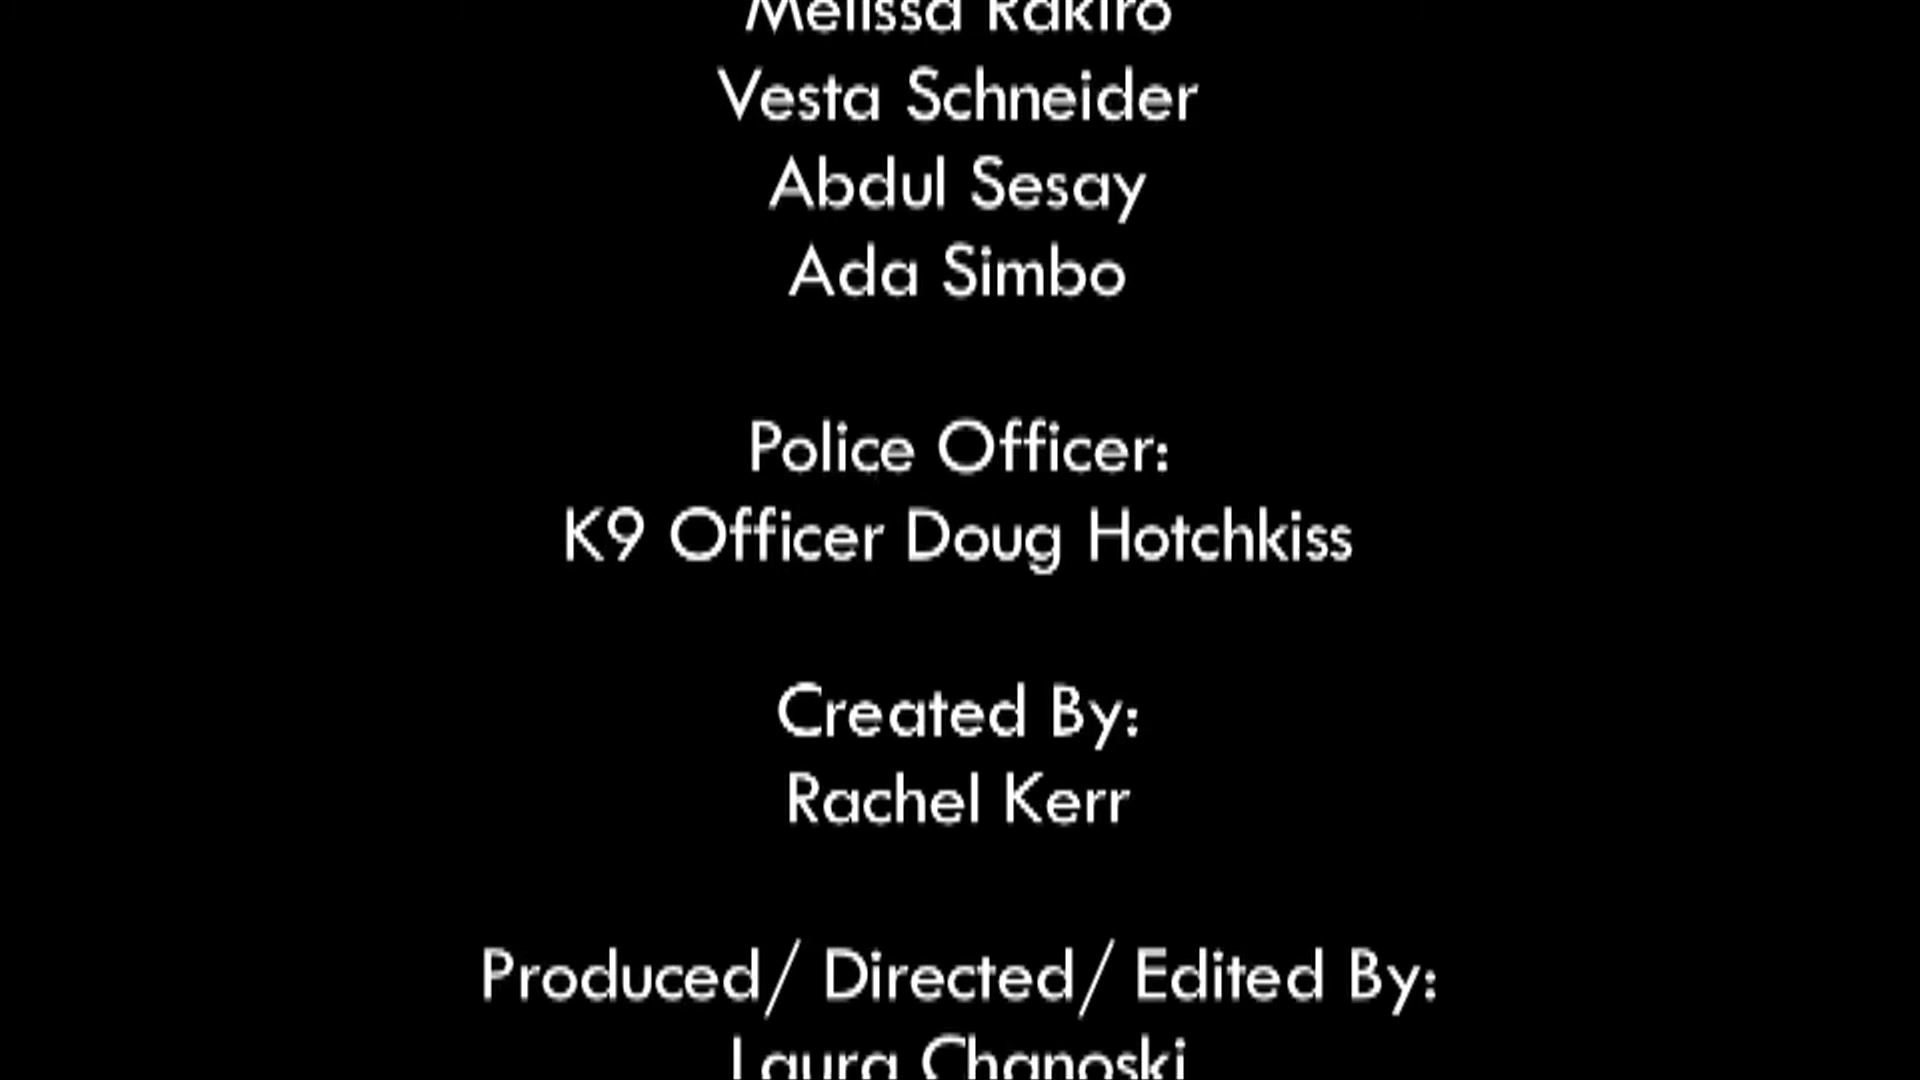 Melissa Rakiro
Vesta Schneider
Abdul Sesay
Ada Simbo
Police Officer:
K9 Officer Doug Hotchkiss
Created By:
Rachel Kerr
Produced/ Directed/ Edited By:
Laura Chanoski